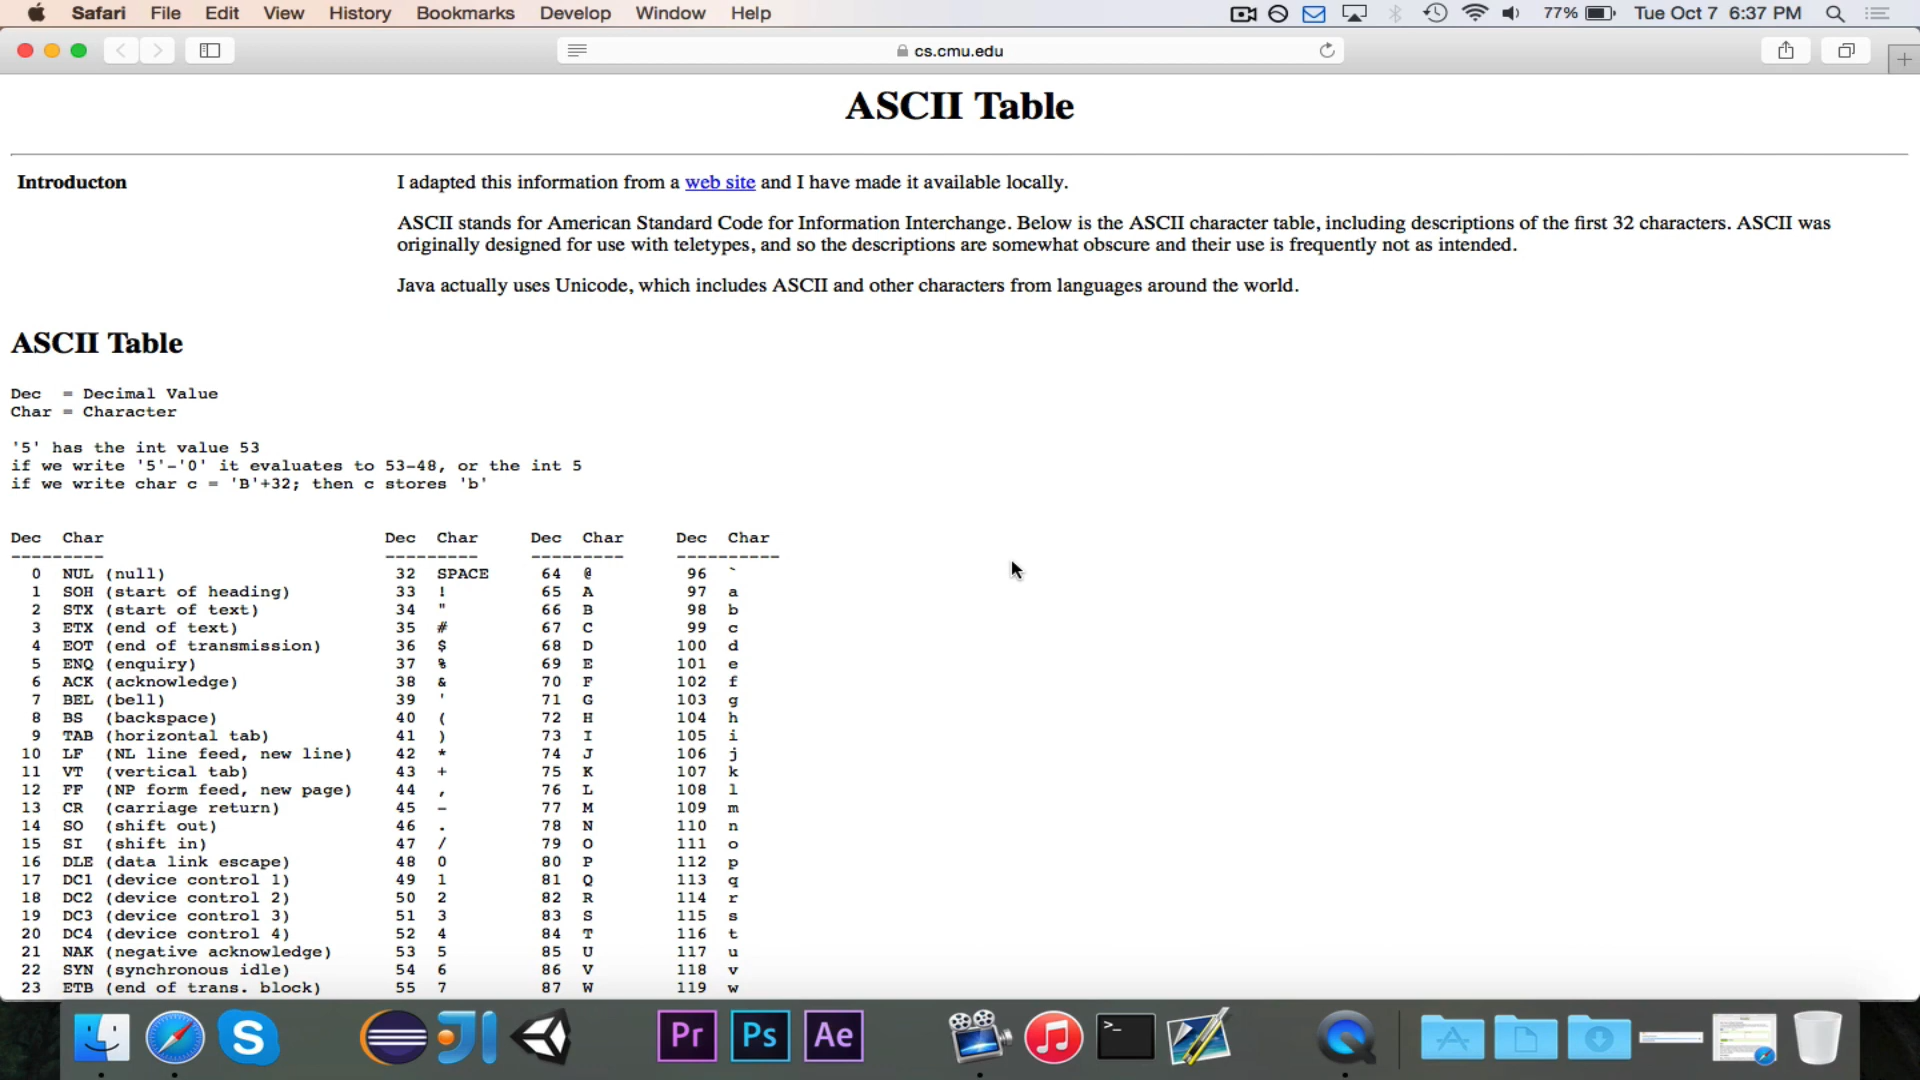 Safari File Edit View History Bookmarks Develop Window Help 77% Tue Oct 7 6:37 PM
cs.cmu.edu
ASCII Table
Introducton I adapted this information from a web site and I have made it available locally.
ASCII stands for American Standard Code for Information Interchange. Below is the ASCII character table, including descriptions of the first 32 characters. ASCII was
originally designed for use with teletypes, and so the descriptions are somewhat obscure and their use is frequently not as intended.
Java actually uses Unicode, which includes ASCII and other characters from languages around the world.
ASCII Table
Dec = Decimal Value
Char = Character
'5' has the int value 53
if we write '5'-'0' it evaluates to 53-48, or the int 5
if we write char c = 'B'+32; then c stores 'b'
Dec Char Dec Char Dec Char Dec Char
--------- --------- --------- ----------
0 NUL (null) 32 SPACE 64 @ 96 `
1 SOH (start of heading) 33 ! 65 A 97 a
2 STX (start of text) 34 " 66 B 98 b
3 ETX (end of text) 35 # 67 C 99 c
4 EOT (end of transmission) 36 $ 68 D 100 d
5 ENQ (enquiry) 37 % 69 E 101 e
6 ACK (acknowledge) 38 & 70 F 102 f
7 BEL (bell) 39 ' 71 G 103 g
8 BS (backspace) 40 ( 72 H 104 h
9 TAB (horizontal tab) 41 ) 73 I 105 i
10 LF (NL line feed, new line) 42 * 74 J 106 j
11 VT (vertical tab) 43 + 75 K 107 k
12 FF (NP form feed, new page) 44 , 76 L 108 l
13 CR (carriage return) 45 - 77 M 109 m
14 SO (shift out) 46 . 78 N 110 n
15 SI (shift in) 47 / 79 O 111 o
16 DLE (data link escape) 48 0 80 P 112 p
17 DC1 (device control 1) 49 1 81 Q 113 q
18 DC2 (device control 2) 50 2 82 R 114 r
19 DC3 (device control 3) 51 3 83 S 115 s
20 DC4 (device control 4) 52 4 84 T 116 t
21 NAK (negative acknowledge) 53 5 85 U 117 u
22 SYN (synchronous idle) 54 6 86 V 118 v
23 ETB (end of trans. block) 55 7 87 W 119 w
S JI Pr Ps Ae >_